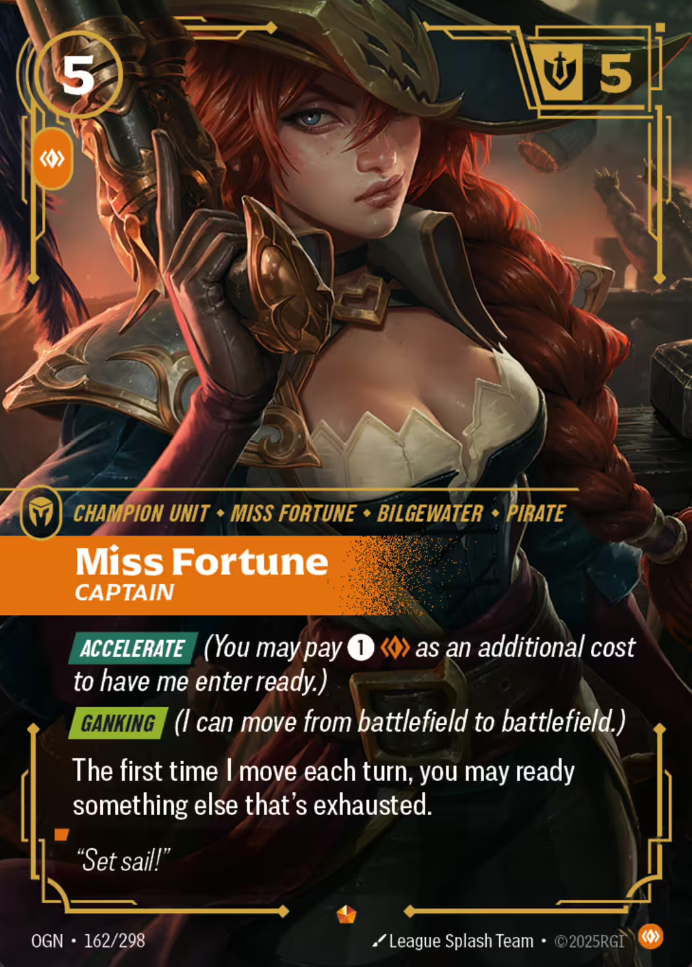 5
5
CHAMPION UNIT • MISS FORTUNE • BILGEWATER • PIRATE
Miss Fortune
CAPTAIN
ACCELERATE (You may pay 1 as an additional cost
to have me enter ready.)
GANKING (I can move from battlefield to battlefield.)
The first time I move each turn, you may ready
something else that’s exhausted.
“Set sail!”
OGN • 162/298
League Splash Team • ©2025RGI